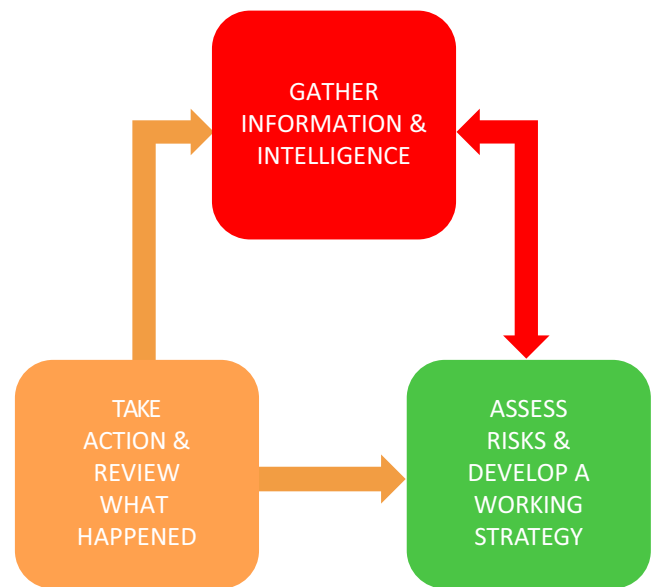 GATHER
INFORMATION &
INTELLIGENCE
TAKE
ACTION &
REVIEW
WHAT
HAPPENED
ASSESS
RISKS &
DEVELOP A
WORKING
STRATEGY